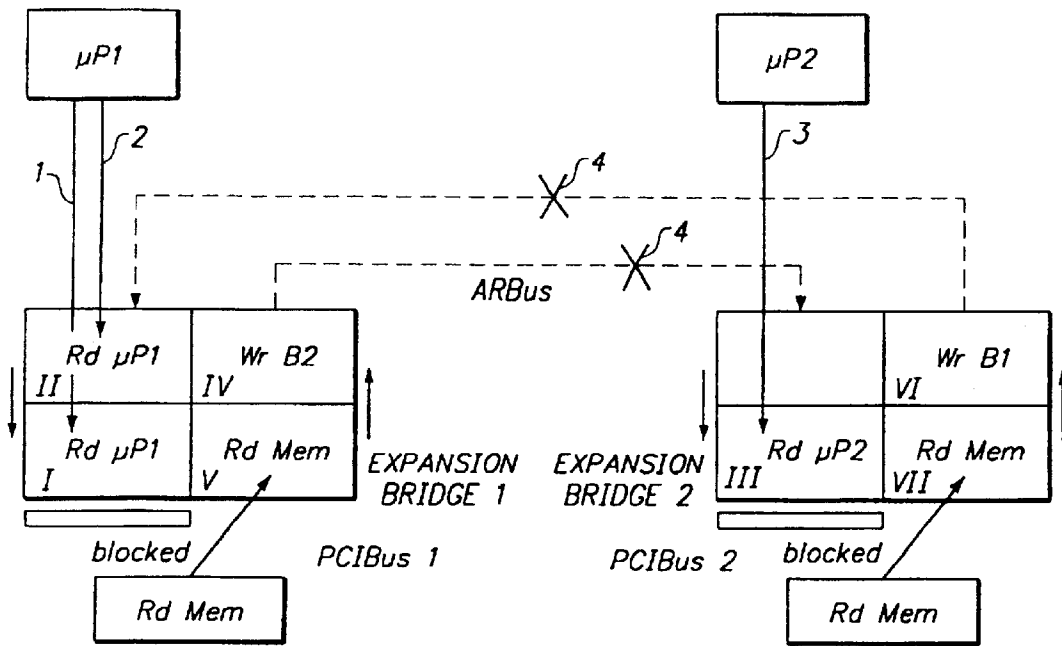 µP1
µP2
1
2
3
4
4
ARBus
Rd µP1
II
Wr B2
IV
Wr B1
VI
Rd µP1
I
Rd Mem
V
EXPANSION
BRIDGE 1
EXPANSION
BRIDGE 2
Rd µP2
III
Rd Mem
VII
blocked
PCIBus 1
PCIBus 2
blocked
Rd Mem
Rd Mem